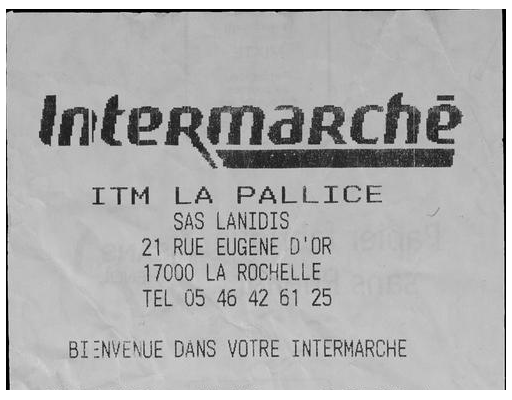 Intermarché
ITM LA PALLICE
SAS LANIDIS
21 RUE EUGENE D'OR
17000 LA ROCHELLE
TEL 05 46 42 61 25
BIENVENUE DANS VOTRE INTERMARCHE